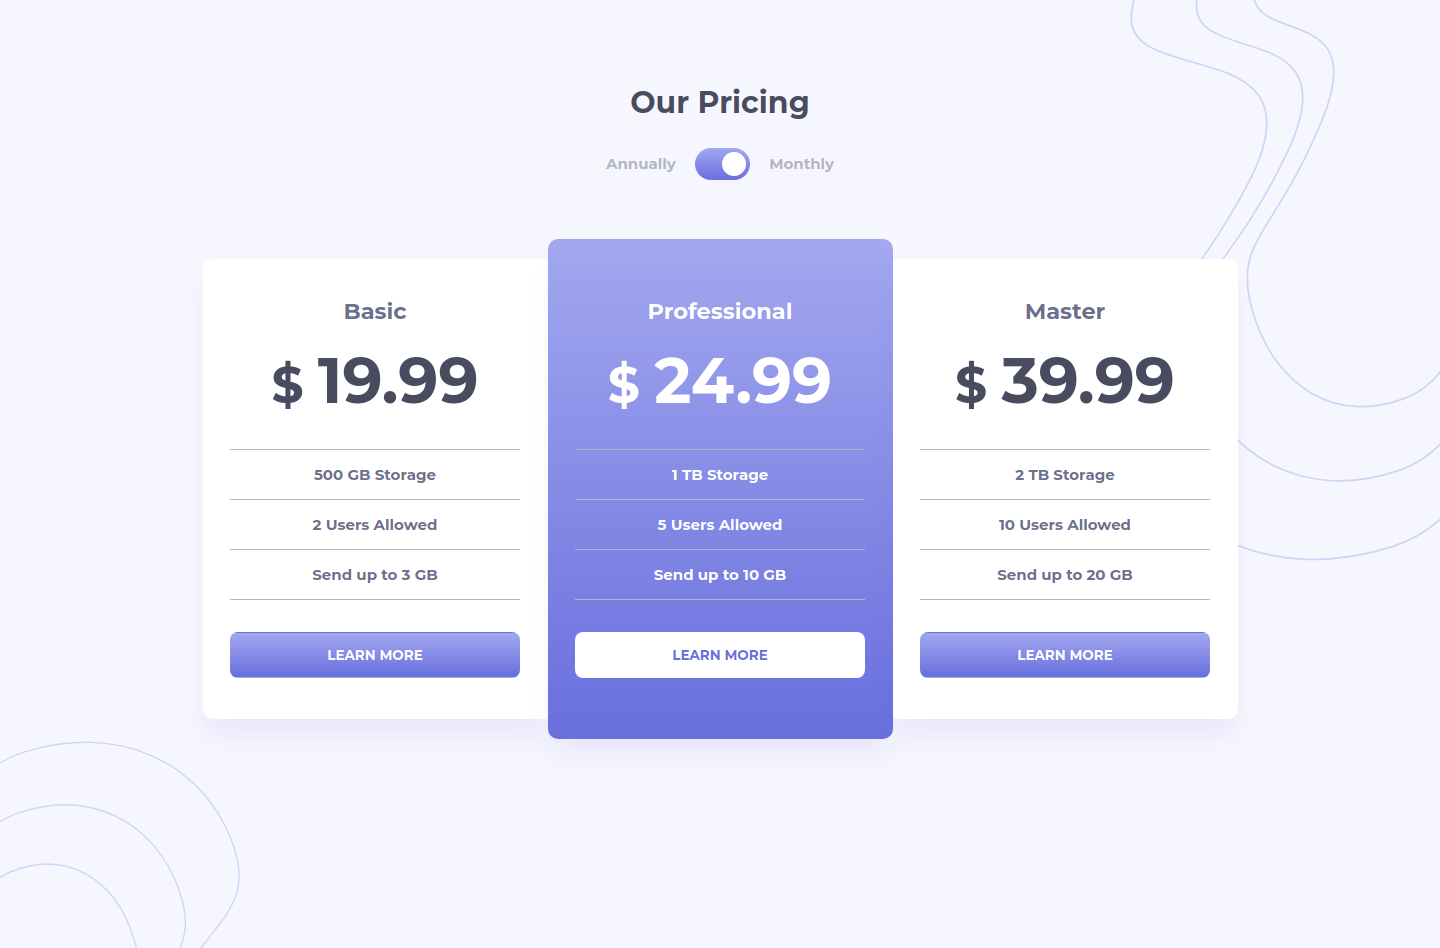 Our Pricing
Annually Monthly
Basic
$ 19.99
500 GB Storage
2 Users Allowed
Send up to 3 GB
LEARN MORE
Professional
$ 24.99
1 TB Storage
5 Users Allowed
Send up to 10 GB
LEARN MORE
Master
$ 39.99
2 TB Storage
10 Users Allowed
Send up to 20 GB
LEARN MORE